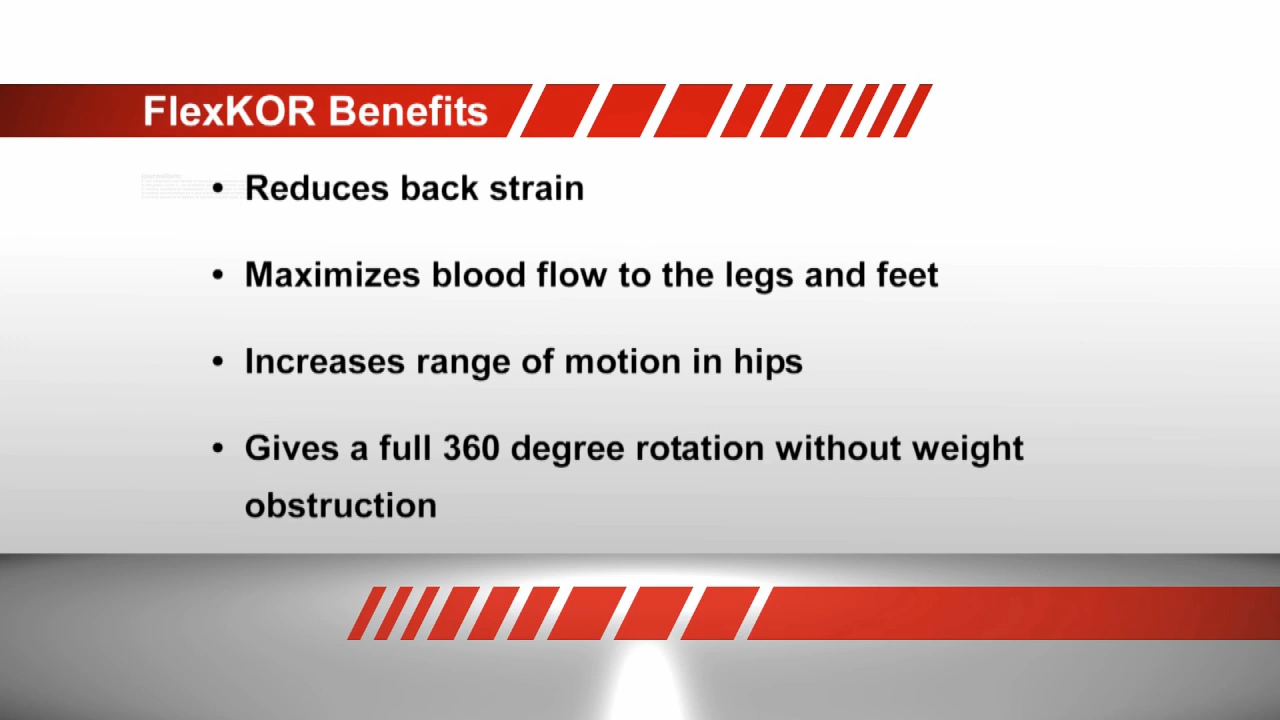 FlexKOR Benefits
• Reduces back strain
• Maximizes blood flow to the legs and feet
• Increases range of motion in hips
• Gives a full 360 degree rotation without weight
obstruction